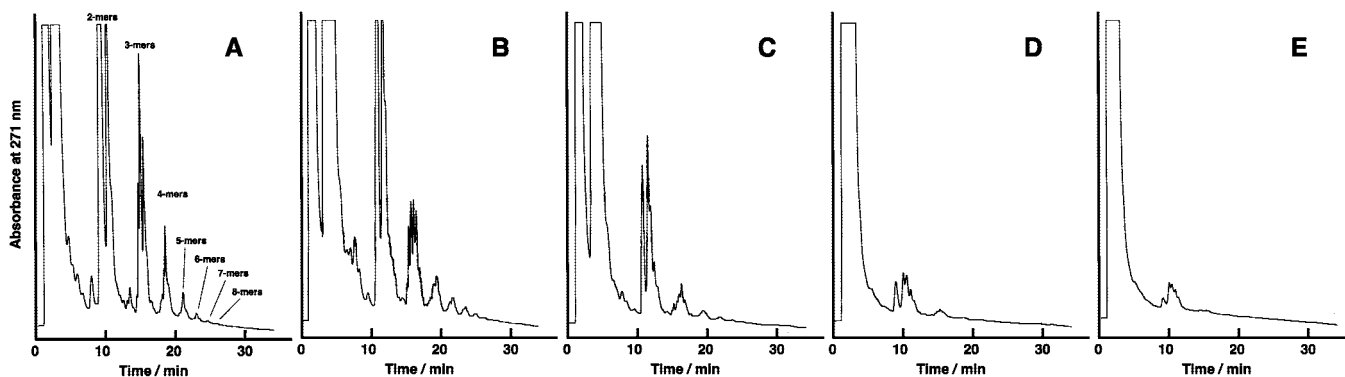 2-mers
3-mers
4-mers
5-mers
6-mers
7-mers
8-mers
A
B
C
D
E
Absorbance at 271 nm
0 10 20 30
0 10 20 30
0 10 20 30
0 10 20 30
0 10 20 30
Time / min
Time / min
Time / min
Time / min
Time / min